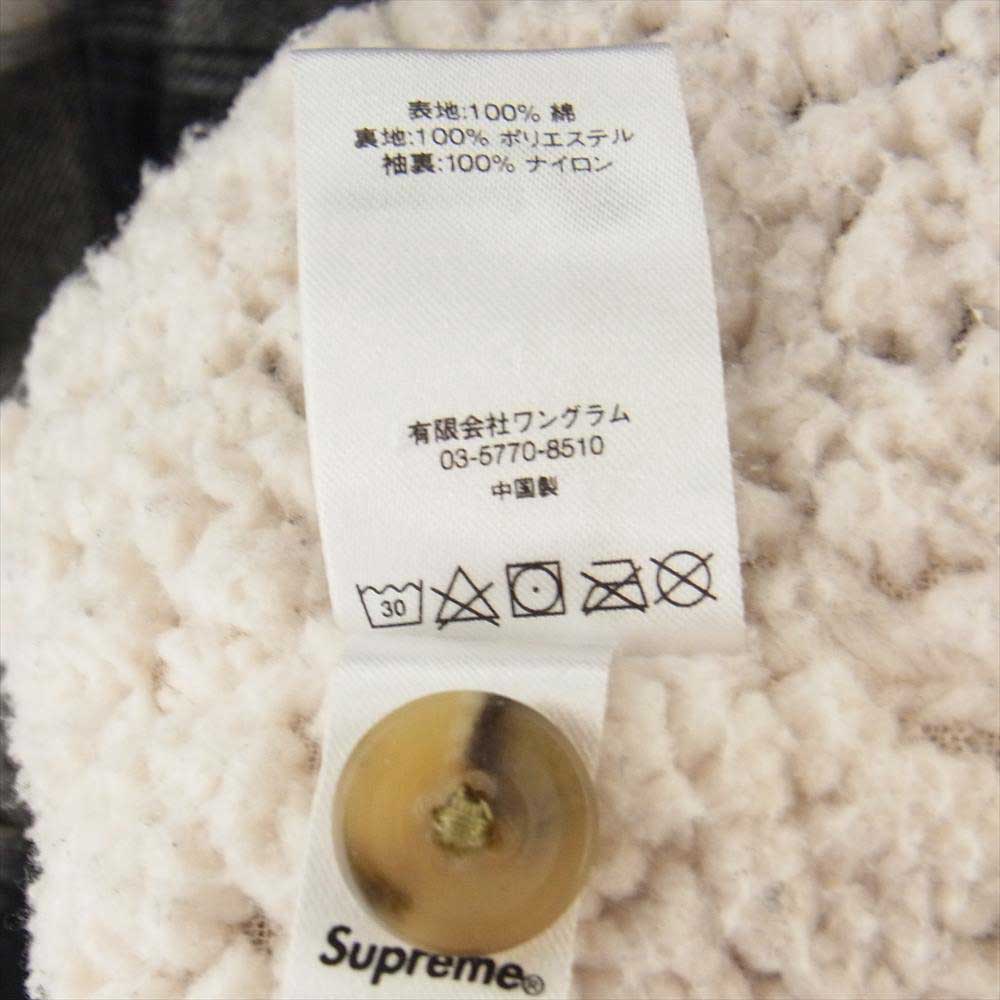 表地:100% 綿
裏地:100% ポリエステル
袖裏:100% ナイロン
有限会社ワングラム
03-5770-8510
中国製
30
Supreme®